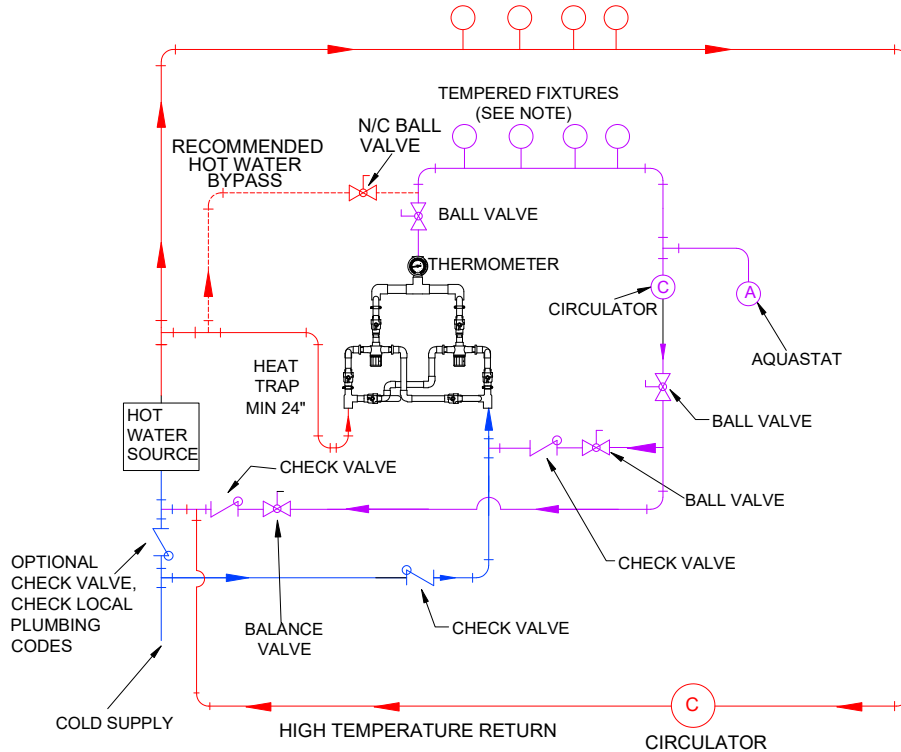 TEMPERED FIXTURES
(SEE NOTE)
N/C BALL
VALVE
RECOMMENDED
HOT WATER
BYPASS
BALL VALVE
THERMOMETER
C
A
CIRCULATOR
AQUASTAT
HEAT
TRAP
MIN 24"
HOT
WATER
SOURCE
BALL VALVE
CHECK VALVE
BALL VALVE
CHECK VALVE
OPTIONAL
CHECK VALVE,
CHECK LOCAL
PLUMBING
CODES
BALANCE
VALVE
CHECK VALVE
COLD SUPPLY
HIGH TEMPERATURE RETURN
C
CIRCULATOR